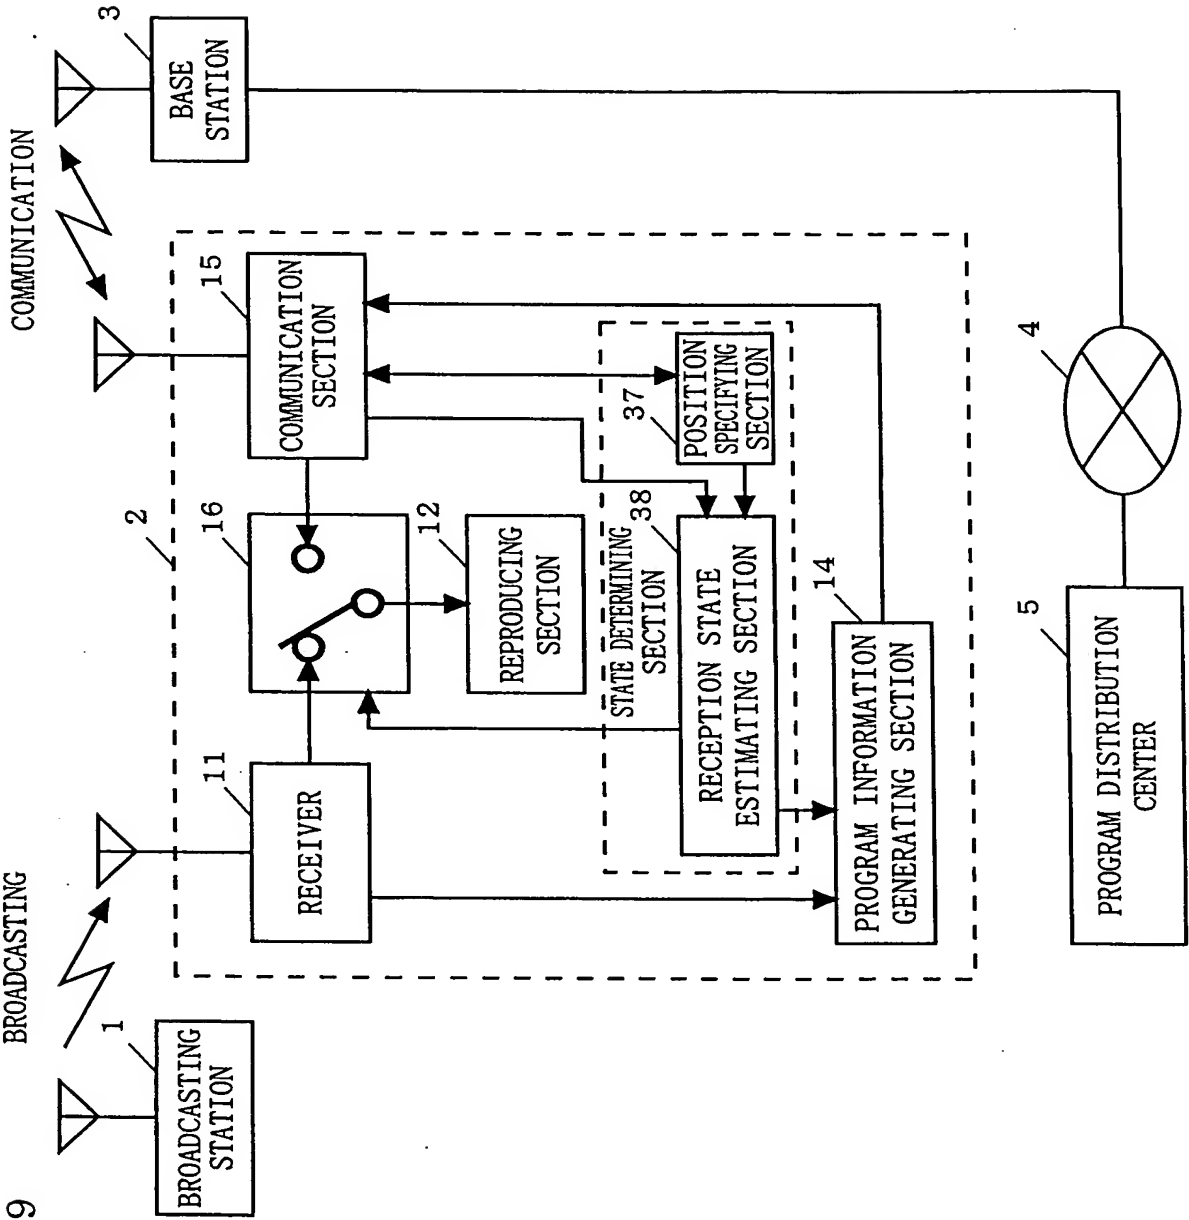 9
BROADCASTING
COMMUNICATION
1
BROADCASTING
STATION
2
11
RECEIVER
16
15
COMMUNICATION
SECTION
3
BASE
STATION
12
REPRODUCING
SECTION
STATE DETERMINING
SECTION
38
RECEPTION STATE
ESTIMATING SECTION
37
POSITION
SPECIFYING
SECTION
14
PROGRAM INFORMATION
GENERATING SECTION
5
PROGRAM DISTRIBUTION
CENTER
4